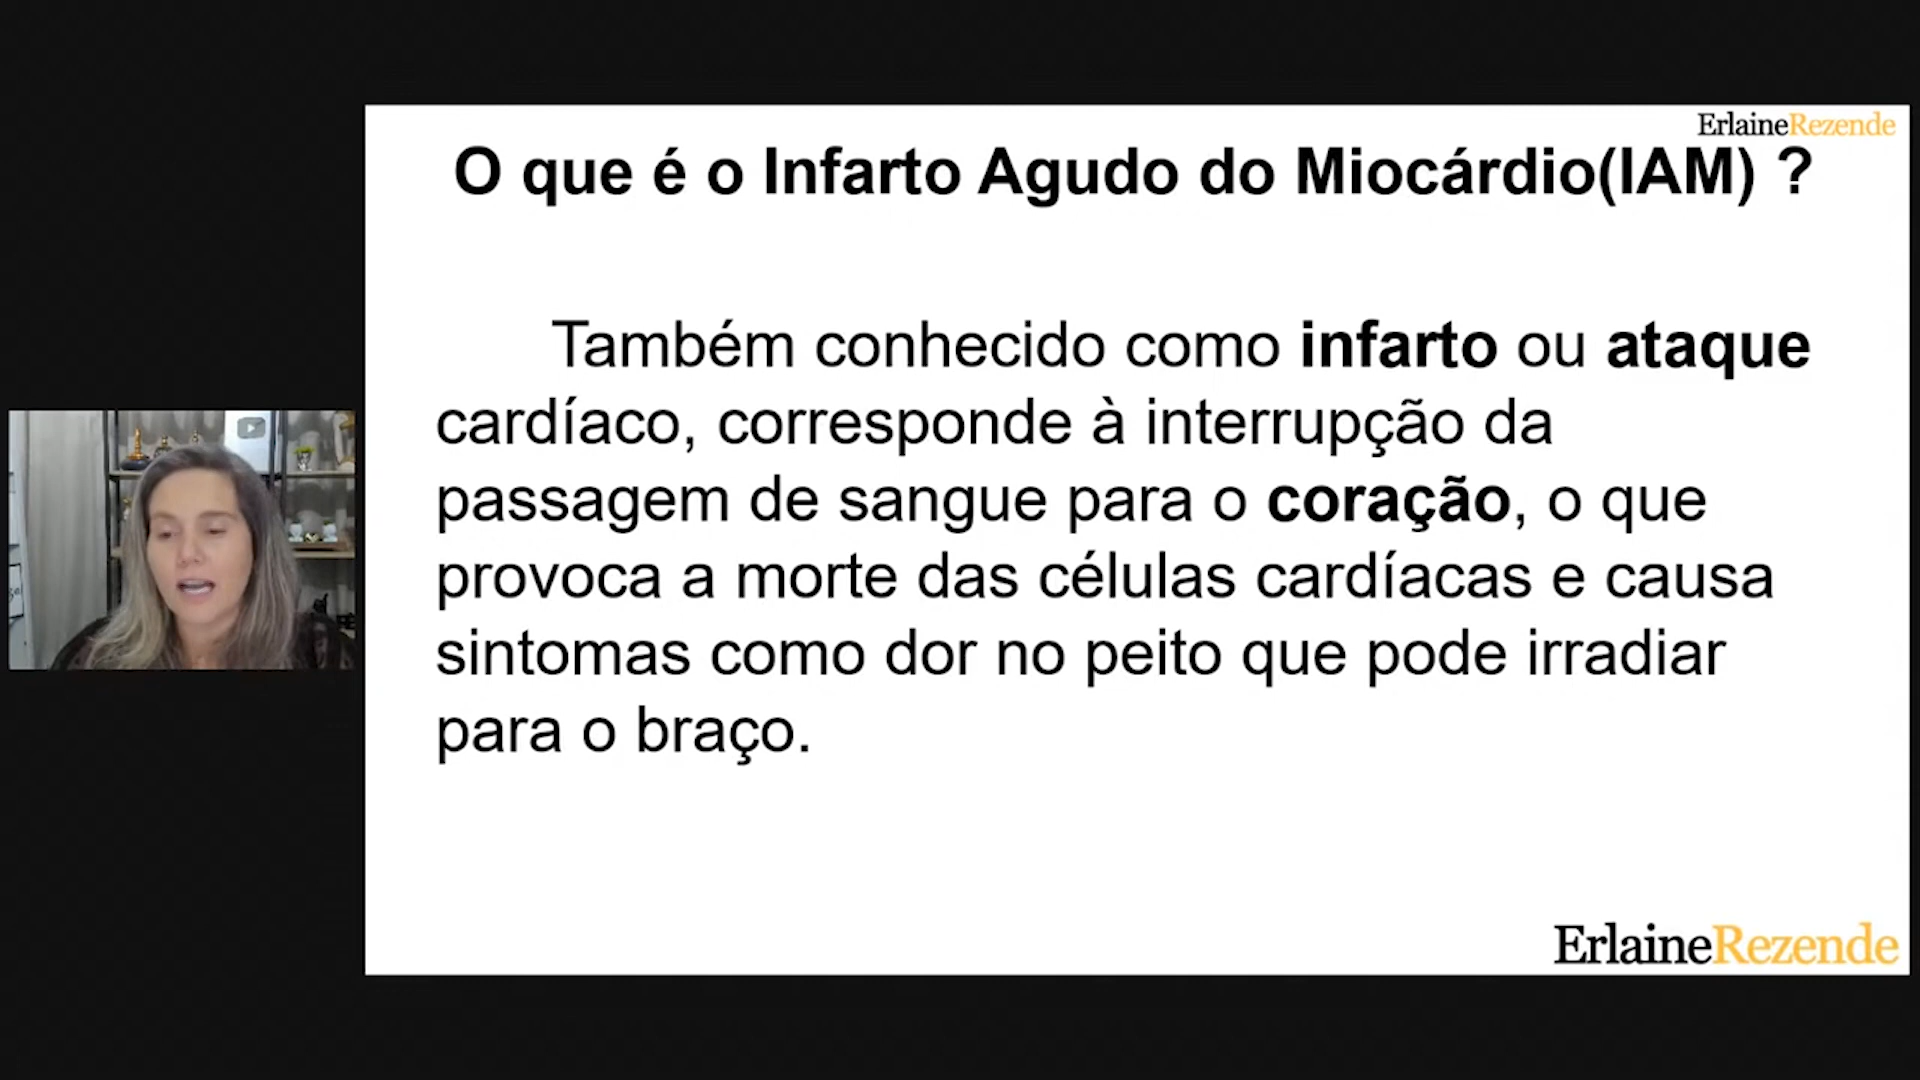 ErlaineRezende
O que é o Infarto Agudo do Miocárdio(IAM) ?
Também conhecido como infarto ou ataque
cardíaco, corresponde à interrupção da
passagem de sangue para o coração, o que
provoca a morte das células cardíacas e causa
sintomas como dor no peito que pode irradiar
para o braço.
ErlaineRezende